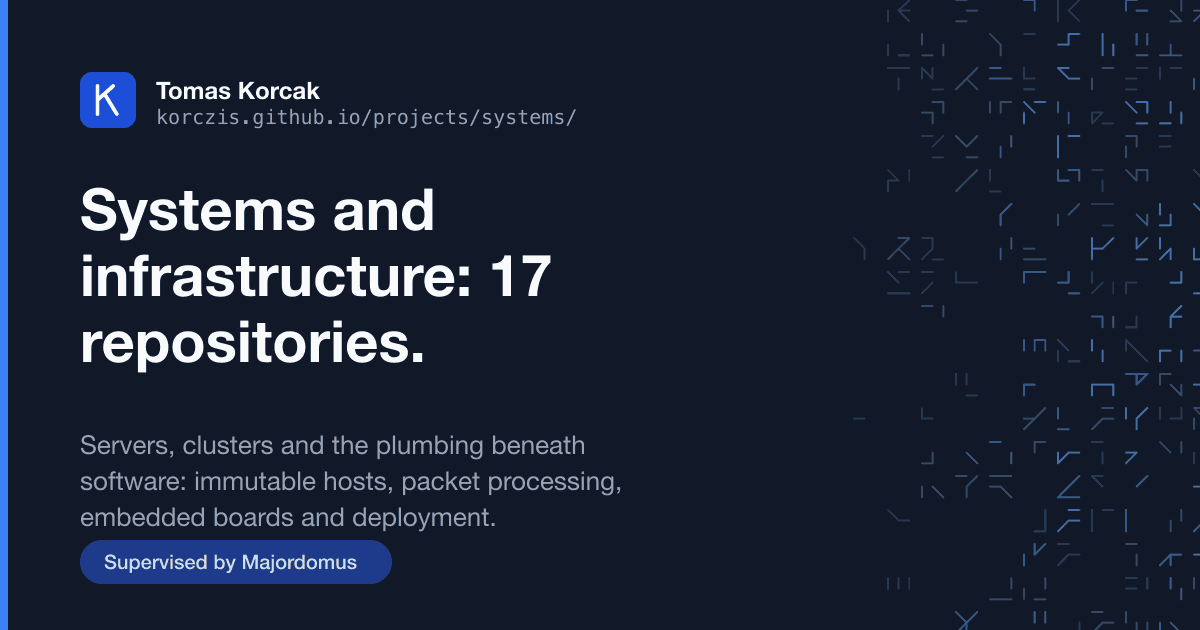 K
Tomas Korcak
korczis.github.io/projects/systems/
Systems and
infrastructure: 17
repositories.
Servers, clusters and the plumbing beneath
software: immutable hosts, packet processing,
embedded boards and deployment.
Supervised by Majordomus